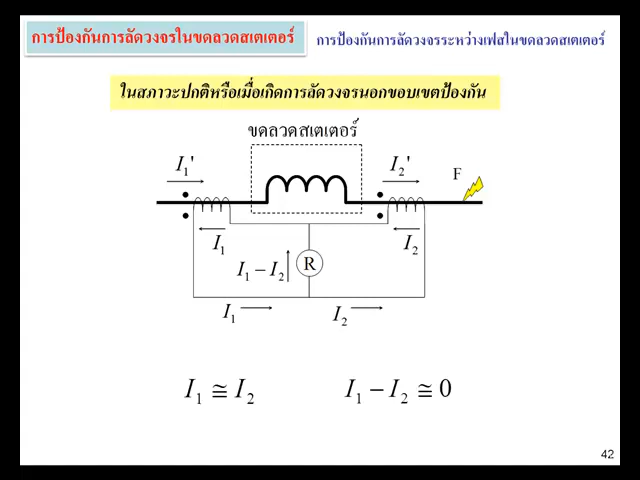 การป้องกันการลัดวงจรในขดลวดสเตเตอร์
การป้องกันการลัดวงจรระหว่างเฟสในขดลวดสเตเตอร์
ในสภาวะปกติหรือเมื่อเกิดการลัดวงจรนอกขอบเขตป้องกัน
ขดลวดสเตเตอร์
I₁' I₂' F
I₁ I₂
I₁ – I₂ R
I₁ I₂
I₁ ≅ I₂ I₁ – I₂ ≅ 0
42